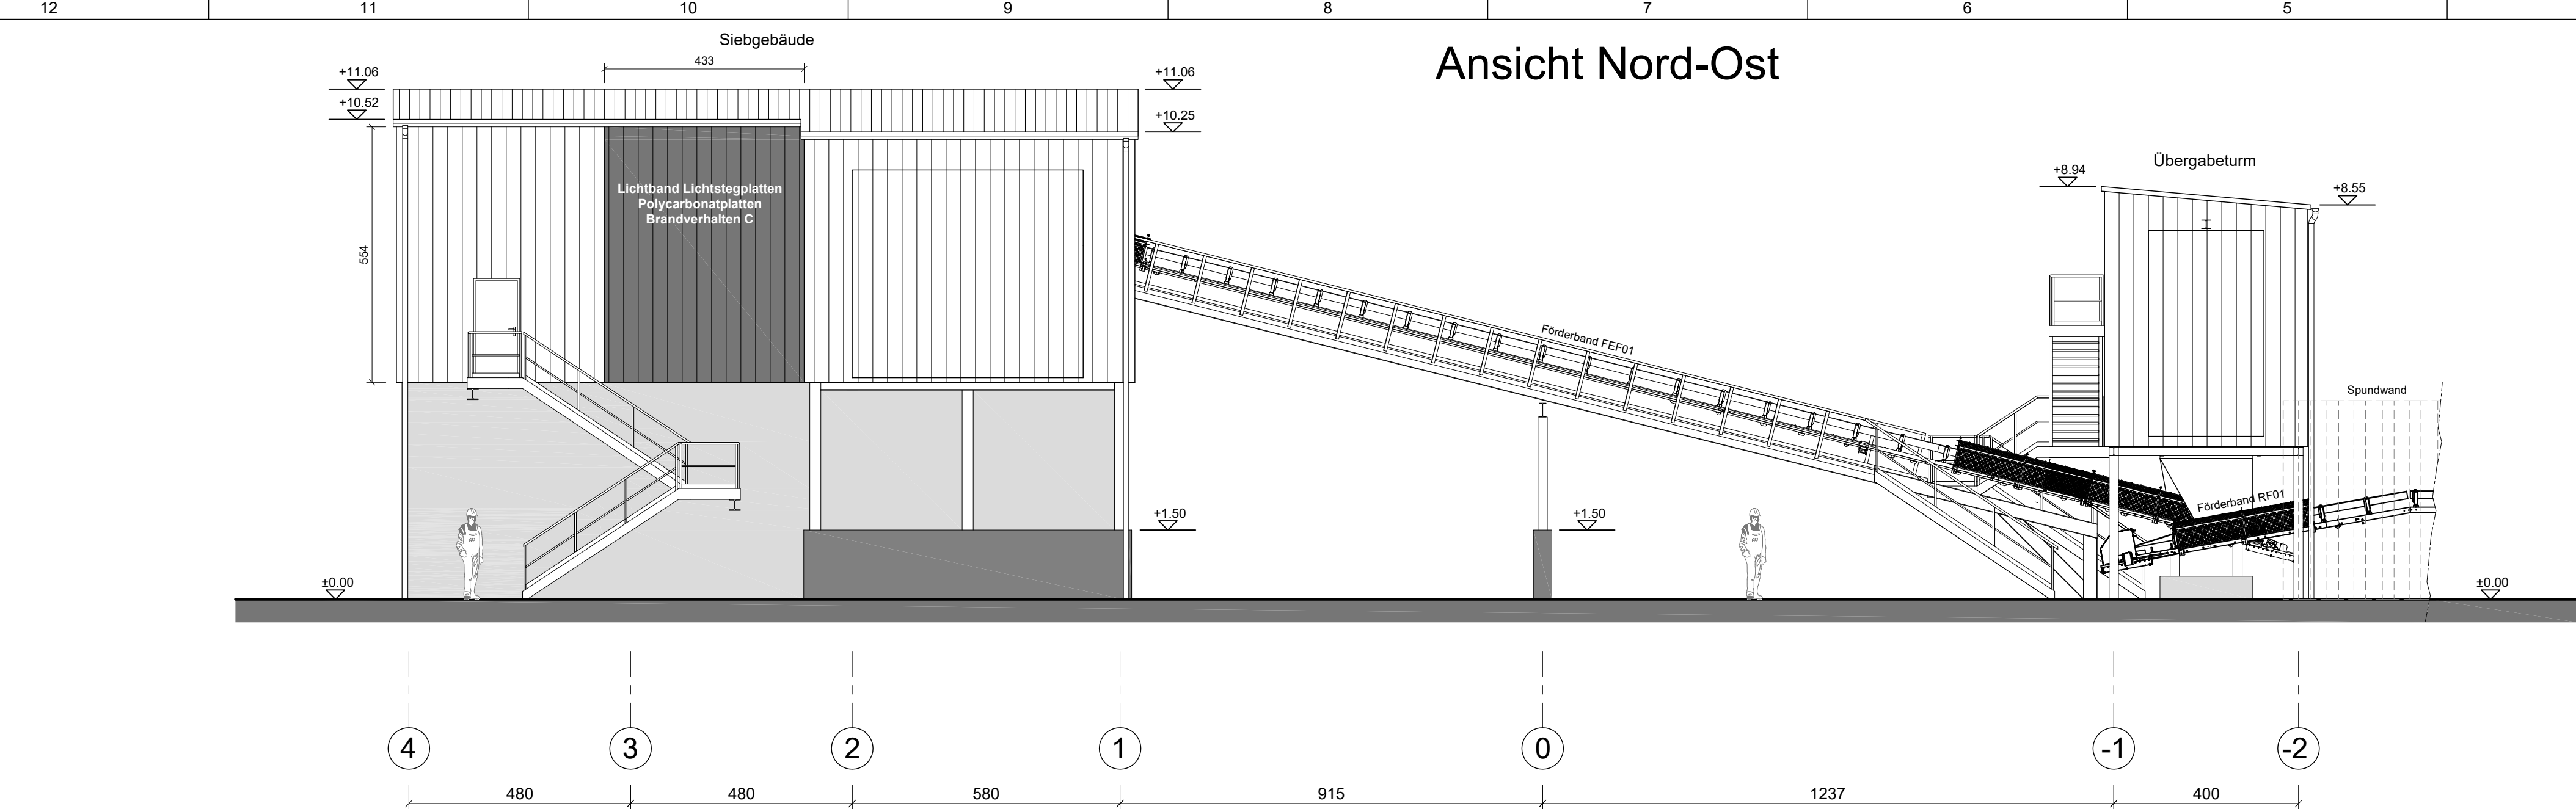 12 11 10 9 8 7 6 5
Siebgebäude
Ansicht Nord-Ost
433
+11.06
+11.06
+10.52
+10.25
Übergabeturm
+8.94
+8.55
Lichtband Lichtstegplatten
Polycarbonatplatten
Brandverhalten C
554
Förderband FEF01
Spundwand
Förderband RF01
+1.50
+1.50
±0.00
±0.00
4 3 2 1 0 -1 -2
480 480 580 915 1237 400